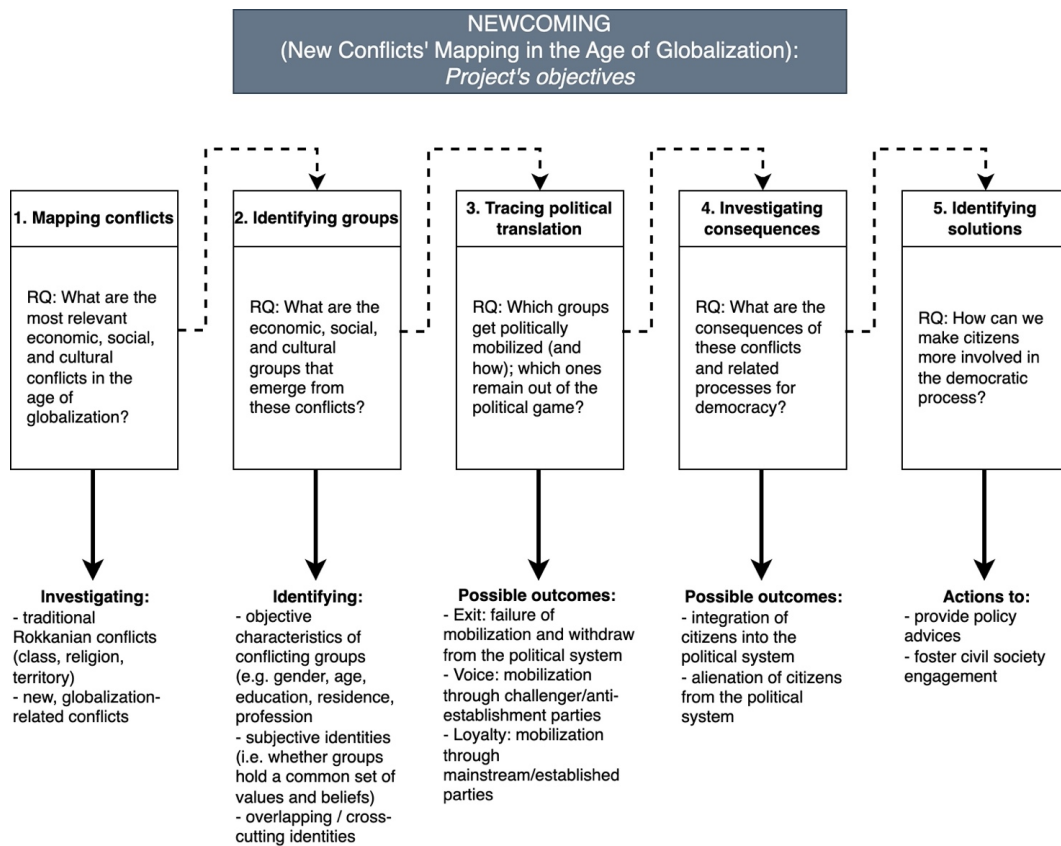 NEWCOMING
(New Conflicts' Mapping in the Age of Globalization):
Project's objectives
1. Mapping conflicts
RQ: What are the
most relevant
economic, social,
and cultural
conflicts in the
age of
globalization?
Investigating:
- traditional
Rokkanian conflicts
(class, religion,
territory)
- new, globalization-
related conflicts
2. Identifying groups
RQ: What are the
economic, social,
and cultural
groups that
emerge from
these conflicts?
Identifying:
- objective
characteristics of
conflicting groups
(e.g. gender, age,
education, residence,
profession
- subjective identities
(i.e. whether groups
hold a common set of
values and beliefs)
- overlapping / cross-
cutting identities
3. Tracing political
translation
RQ: Which groups
get politically
mobilized (and
how); which ones
remain out of the
political game?
Possible outcomes:
- Exit: failure of
mobilization and withdraw
from the political system
- Voice: mobilization
through challenger/anti-
establishment parties
- Loyalty: mobilization
through
mainstream/established
parties
4. Investigating
consequences
RQ: What are the
consequences of
these conflicts
and related
processes for
democracy?
Possible outcomes:
- integration of
citizens into the
political system
- alienation of citizens
from the political
system
5. Identifying
solutions
RQ: How can we
make citizens
more involved in
the democratic
process?
Actions to:
- provide policy
advices
- foster civil society
engagement